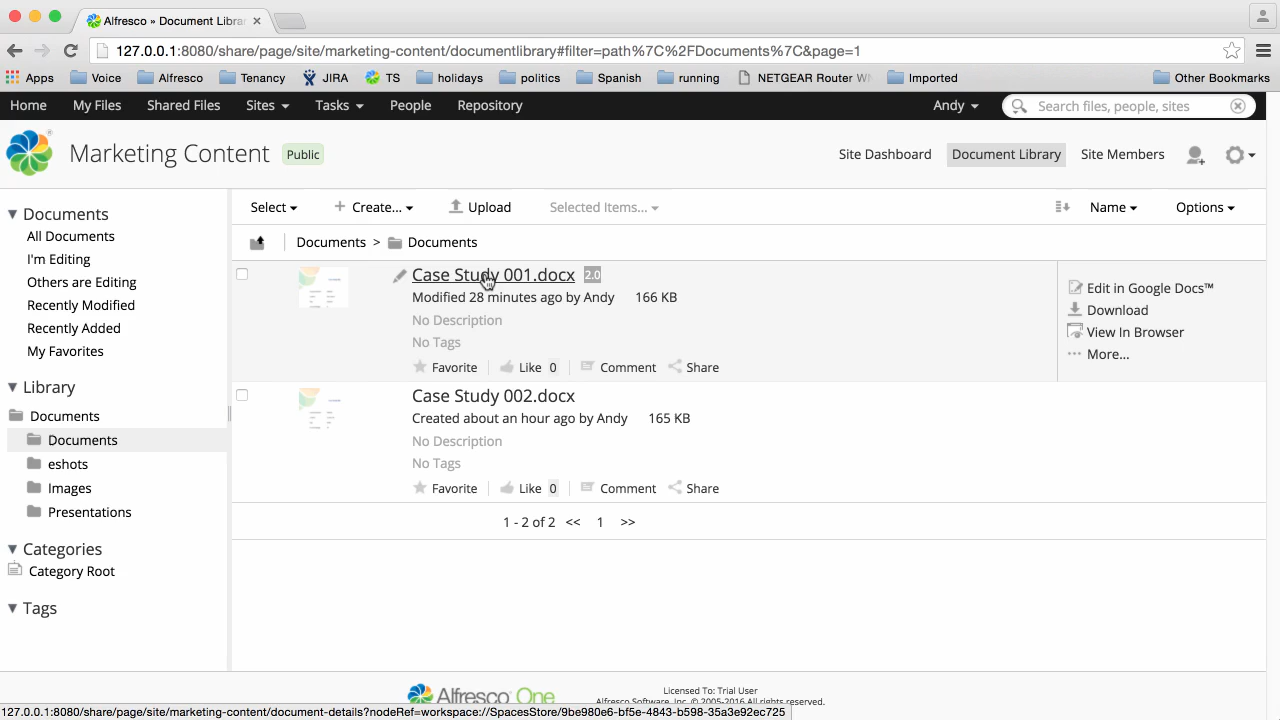 Alfresco » Document Libra
127.0.0.1:8080/share/page/site/marketing-content/documentlibrary#filter=path%7C%2FDocuments%7C&page=1
Apps Voice Alfresco Tenancy JIRA TS holidays politics Spanish running NETGEAR Router WN Imported Other Bookmarks
Home My Files Shared Files Sites Tasks People Repository Andy Search files, people, sites
Marketing Content Public Site Dashboard Document Library Site Members
Documents
All Documents
I'm Editing
Others are Editing
Recently Modified
Recently Added
My Favorites
Library
Documents
Documents
eshots
Images
Presentations
Categories
Category Root
Tags
Select + Create... Upload Selected Items... Name Options
Documents > Documents
Case Study 001.docx 2.0
Modified 28 minutes ago by Andy 166 KB
No Description
No Tags
Favorite Like 0 Comment Share
Edit in Google Docs™
Download
View In Browser
More...
Case Study 002.docx
Created about an hour ago by Andy 165 KB
No Description
No Tags
Favorite Like 0 Comment Share
1 - 2 of 2 << 1 >>
Alfresco One
Licensed To: Trial User
Alfresco Software, Inc. © 2005-2016 All rights reserved.
127.0.0.1:8080/share/page/site/marketing-content/document-details?nodeRef=workspace://SpacesStore/9be980e6-bf5e-4843-b598-35a3e92ec725